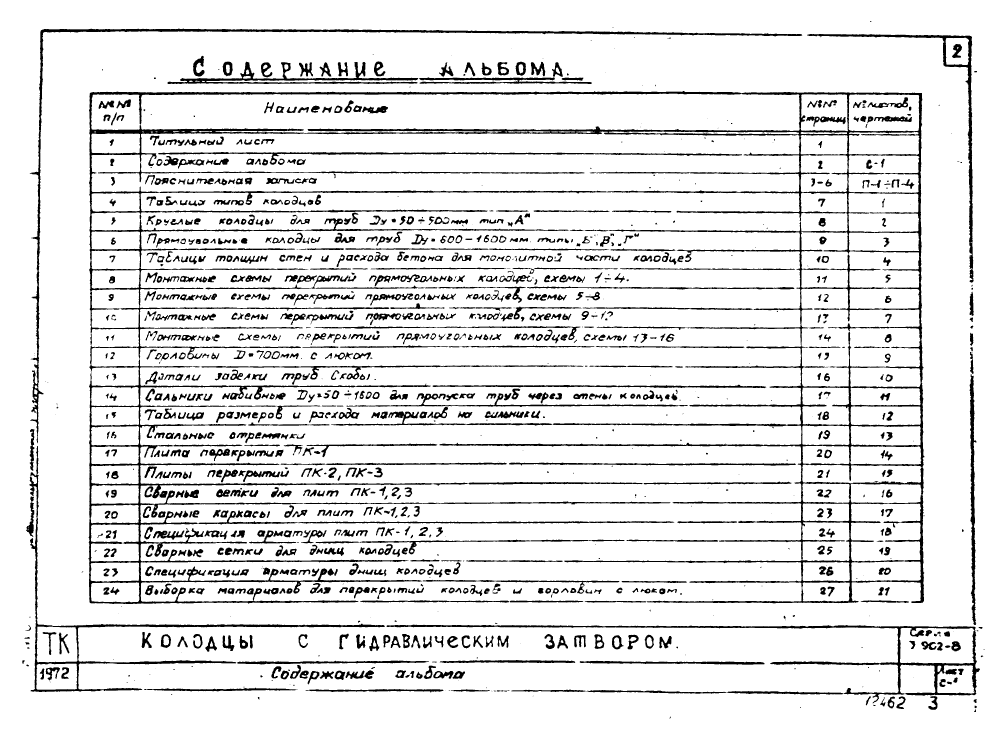 2
Содержание альбома.
№№ п/п Наименование №№ страниц № листов, чертежей
1 Титульный лист 1
2 Содержание альбома 2 С-1
3 Пояснительная записка 3-6 П-1÷П-4
4 Таблица типов колодцев 7 1
5 Круглые колодцы для труб Ду=50÷500мм тип „А"
8 2
6 Прямоугольные колодцы для труб Ду=600-1600мм. типы „Б", „В", „Г" 9 3
7 Таблицы толщин стен и расхода бетона для монолитной части колодцев 10 4
8 Монтажные схемы перекрытий прямоугольных колодцев, схемы 1÷4. 11 5
9 Монтажные схемы перекрытий прямоугольных колодцев, схемы 5-8 12 6
10 Монтажные схемы перекрытий прямоугольных колодцев, схемы 9-12 13 7
11 Монтажные схемы перекрытий прямоугольных колодцев, схемы 13-16 14 8
12 Горловины D=700мм. с люком. 15 9
13 Детали заделки труб Скобы. 16 10
14 Сальники набивные Ду=50÷1600 для пропуска труб через стены колодцев 17 11
15 Таблица размеров и расхода материалов на сальники. 18 12
16 Стальные стремянки 19 13
17 Плита перекрытия ПК-1 20 14
18 Плиты перекрытий ПК-2, ПК-3 21 15
19 Сварные сетки для плит ПК-1,2,3 22 16
20 Сварные каркасы для плит ПК-1,2,3 23 17
21 Спецификация арматуры плит ПК-1,2,3 24 18
22 Сварные сетки для днищ колодцев 25 19
23 Спецификация арматуры днищ колодцев 26 20
24 Выборка материалов для перекрытий колодцев и горловин с люком. 27 21
ТК Колодцы с гидравлическим затвором. Серия 3 902-8
1972 Содержание альбома Лист С-1
12462 3